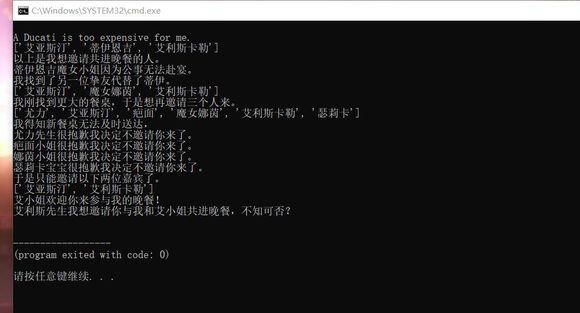 C:\Windows\SYSTEM32\cmd.exe
A Ducati is too expensive for me.
['艾亚斯汀', '蒂伊恩吉', '艾利斯卡勒']
以上是我想邀请共进晚餐的人。
蒂伊恩吉魔女小姐因为公事无法赴宴。
我找到了另一位挚友代替了蒂伊。
['艾亚斯汀', '魔女娜茵', '艾利斯卡勒']
我刚找到更大的餐桌，于是想再邀请三个人来。
['尤力', '艾亚斯汀', '疤面', '魔女娜茵', '艾利斯卡勒', '瑟莉卡']
我得知新餐桌无法及时送达，
尤力先生很抱歉我决定不邀请你来了。
疤面小姐很抱歉我决定不邀请你来了。
娜茵小姐很抱歉我决定不邀请你来了。
瑟莉卡宝宝很抱歉我决定不邀请你来了。
于是只能邀请以下两位嘉宾了。
['艾亚斯汀', '艾利斯卡勒']
艾小姐欢迎你来参与我的晚餐！
艾利斯先生我想邀请你与我和艾小姐共进晚餐，不知可否？
------------------
(program exited with code: 0)
请按任意键继续. . .